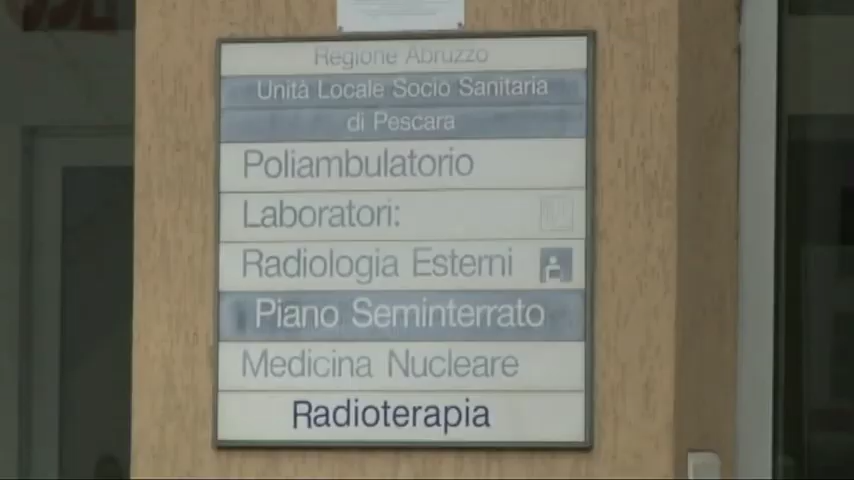 Regione Abruzzo
Unità Locale Socio Sanitaria
di Pescara
Poliambulatorio
Laboratori:
Radiologia Esterni
Piano Seminterrato
Medicina Nucleare
Radioterapia